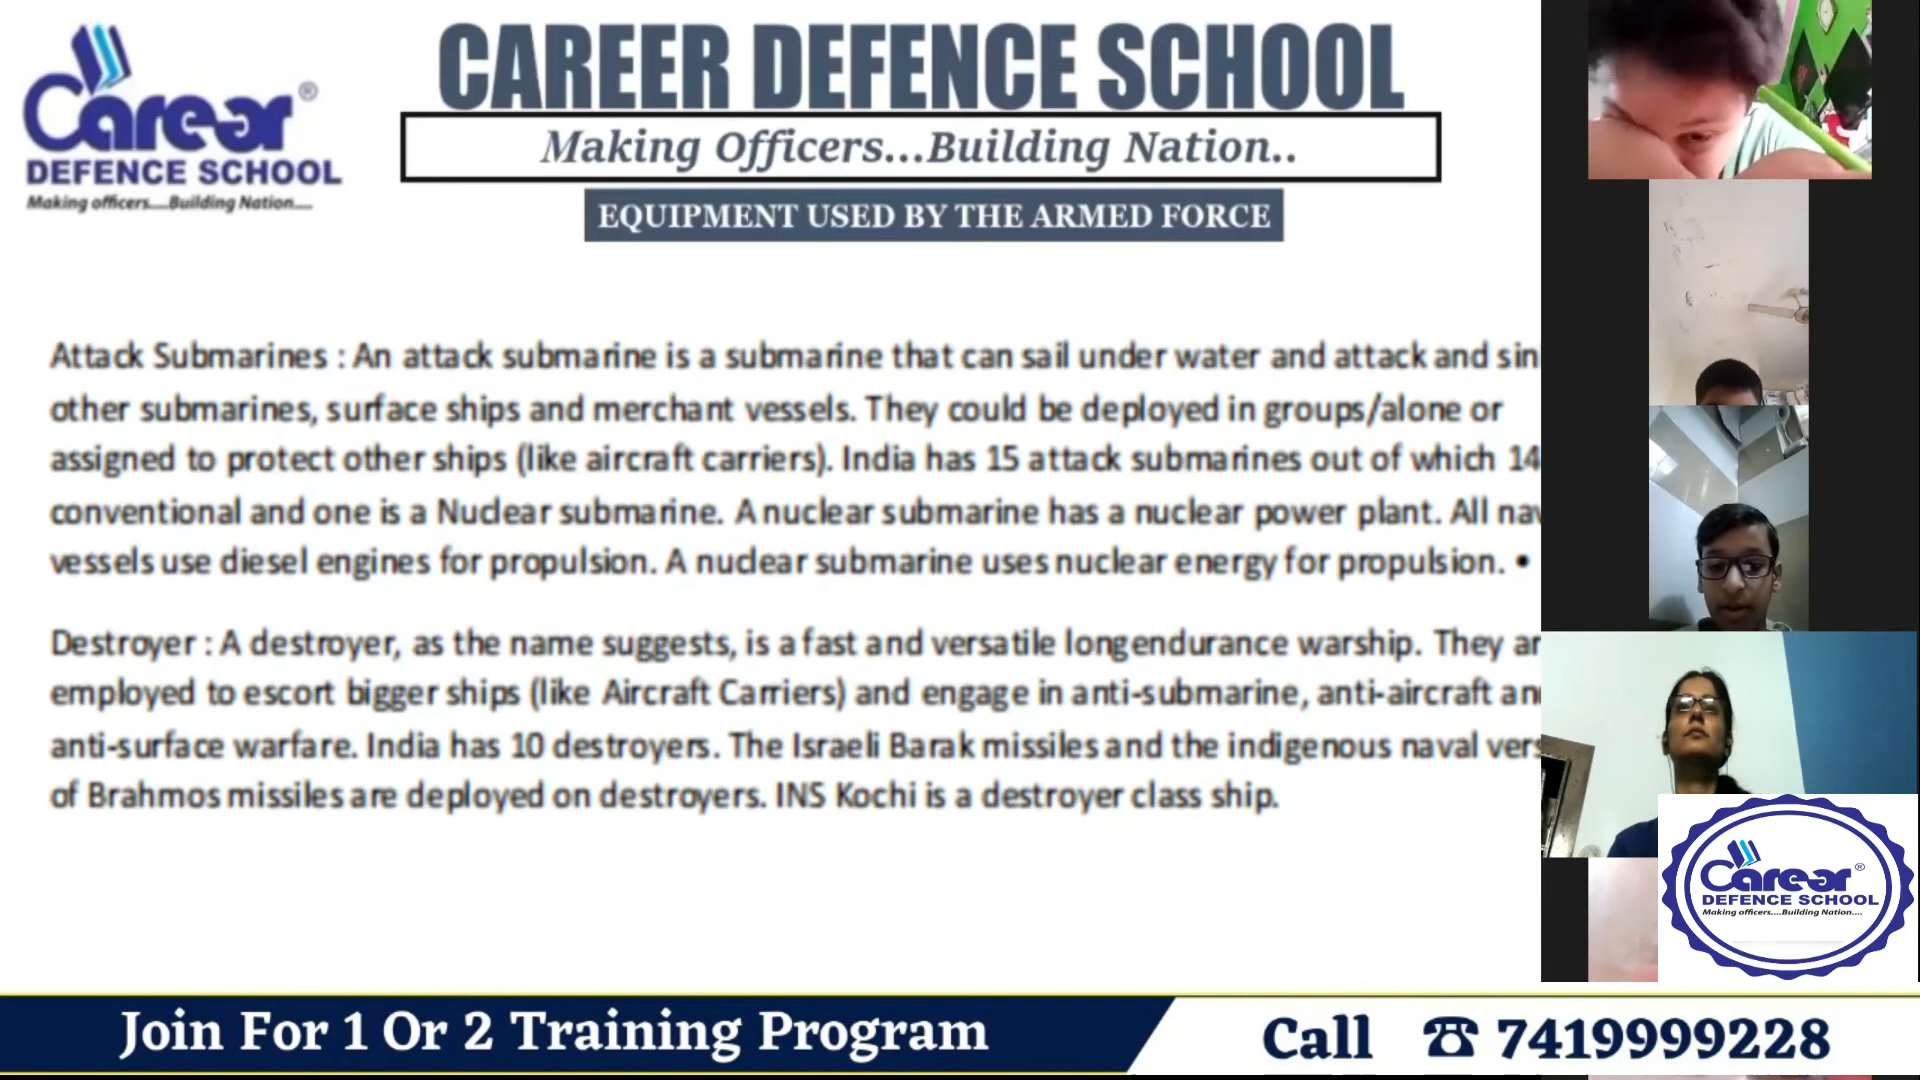 Carear®
DEFENCE SCHOOL
Making officers....Building Nation....
CAREER DEFENCE SCHOOL
Making Officers...Building Nation..
EQUIPMENT USED BY THE ARMED FORCE
Attack Submarines : An attack submarine is a submarine that can sail under water and attack and sin
other submarines, surface ships and merchant vessels. They could be deployed in groups/alone or
assigned to protect other ships (like aircraft carriers). India has 15 attack submarines out of which 14
conventional and one is a Nuclear submarine. A nuclear submarine has a nuclear power plant. All nav
vessels use diesel engines for propulsion. A nuclear submarine uses nuclear energy for propulsion. •
Destroyer : A destroyer, as the name suggests, is a fast and versatile longendurance warship. They ar
employed to escort bigger ships (like Aircraft Carriers) and engage in anti-submarine, anti-aircraft an
anti-surface warfare. India has 10 destroyers. The Israeli Barak missiles and the indigenous naval vers
of Brahmos missiles are deployed on destroyers. INS Kochi is a destroyer class ship.
Carear®
DEFENCE SCHOOL
Making officers....Building Nation....
Join For 1 Or 2 Training Program
Call ☎ 7419999228